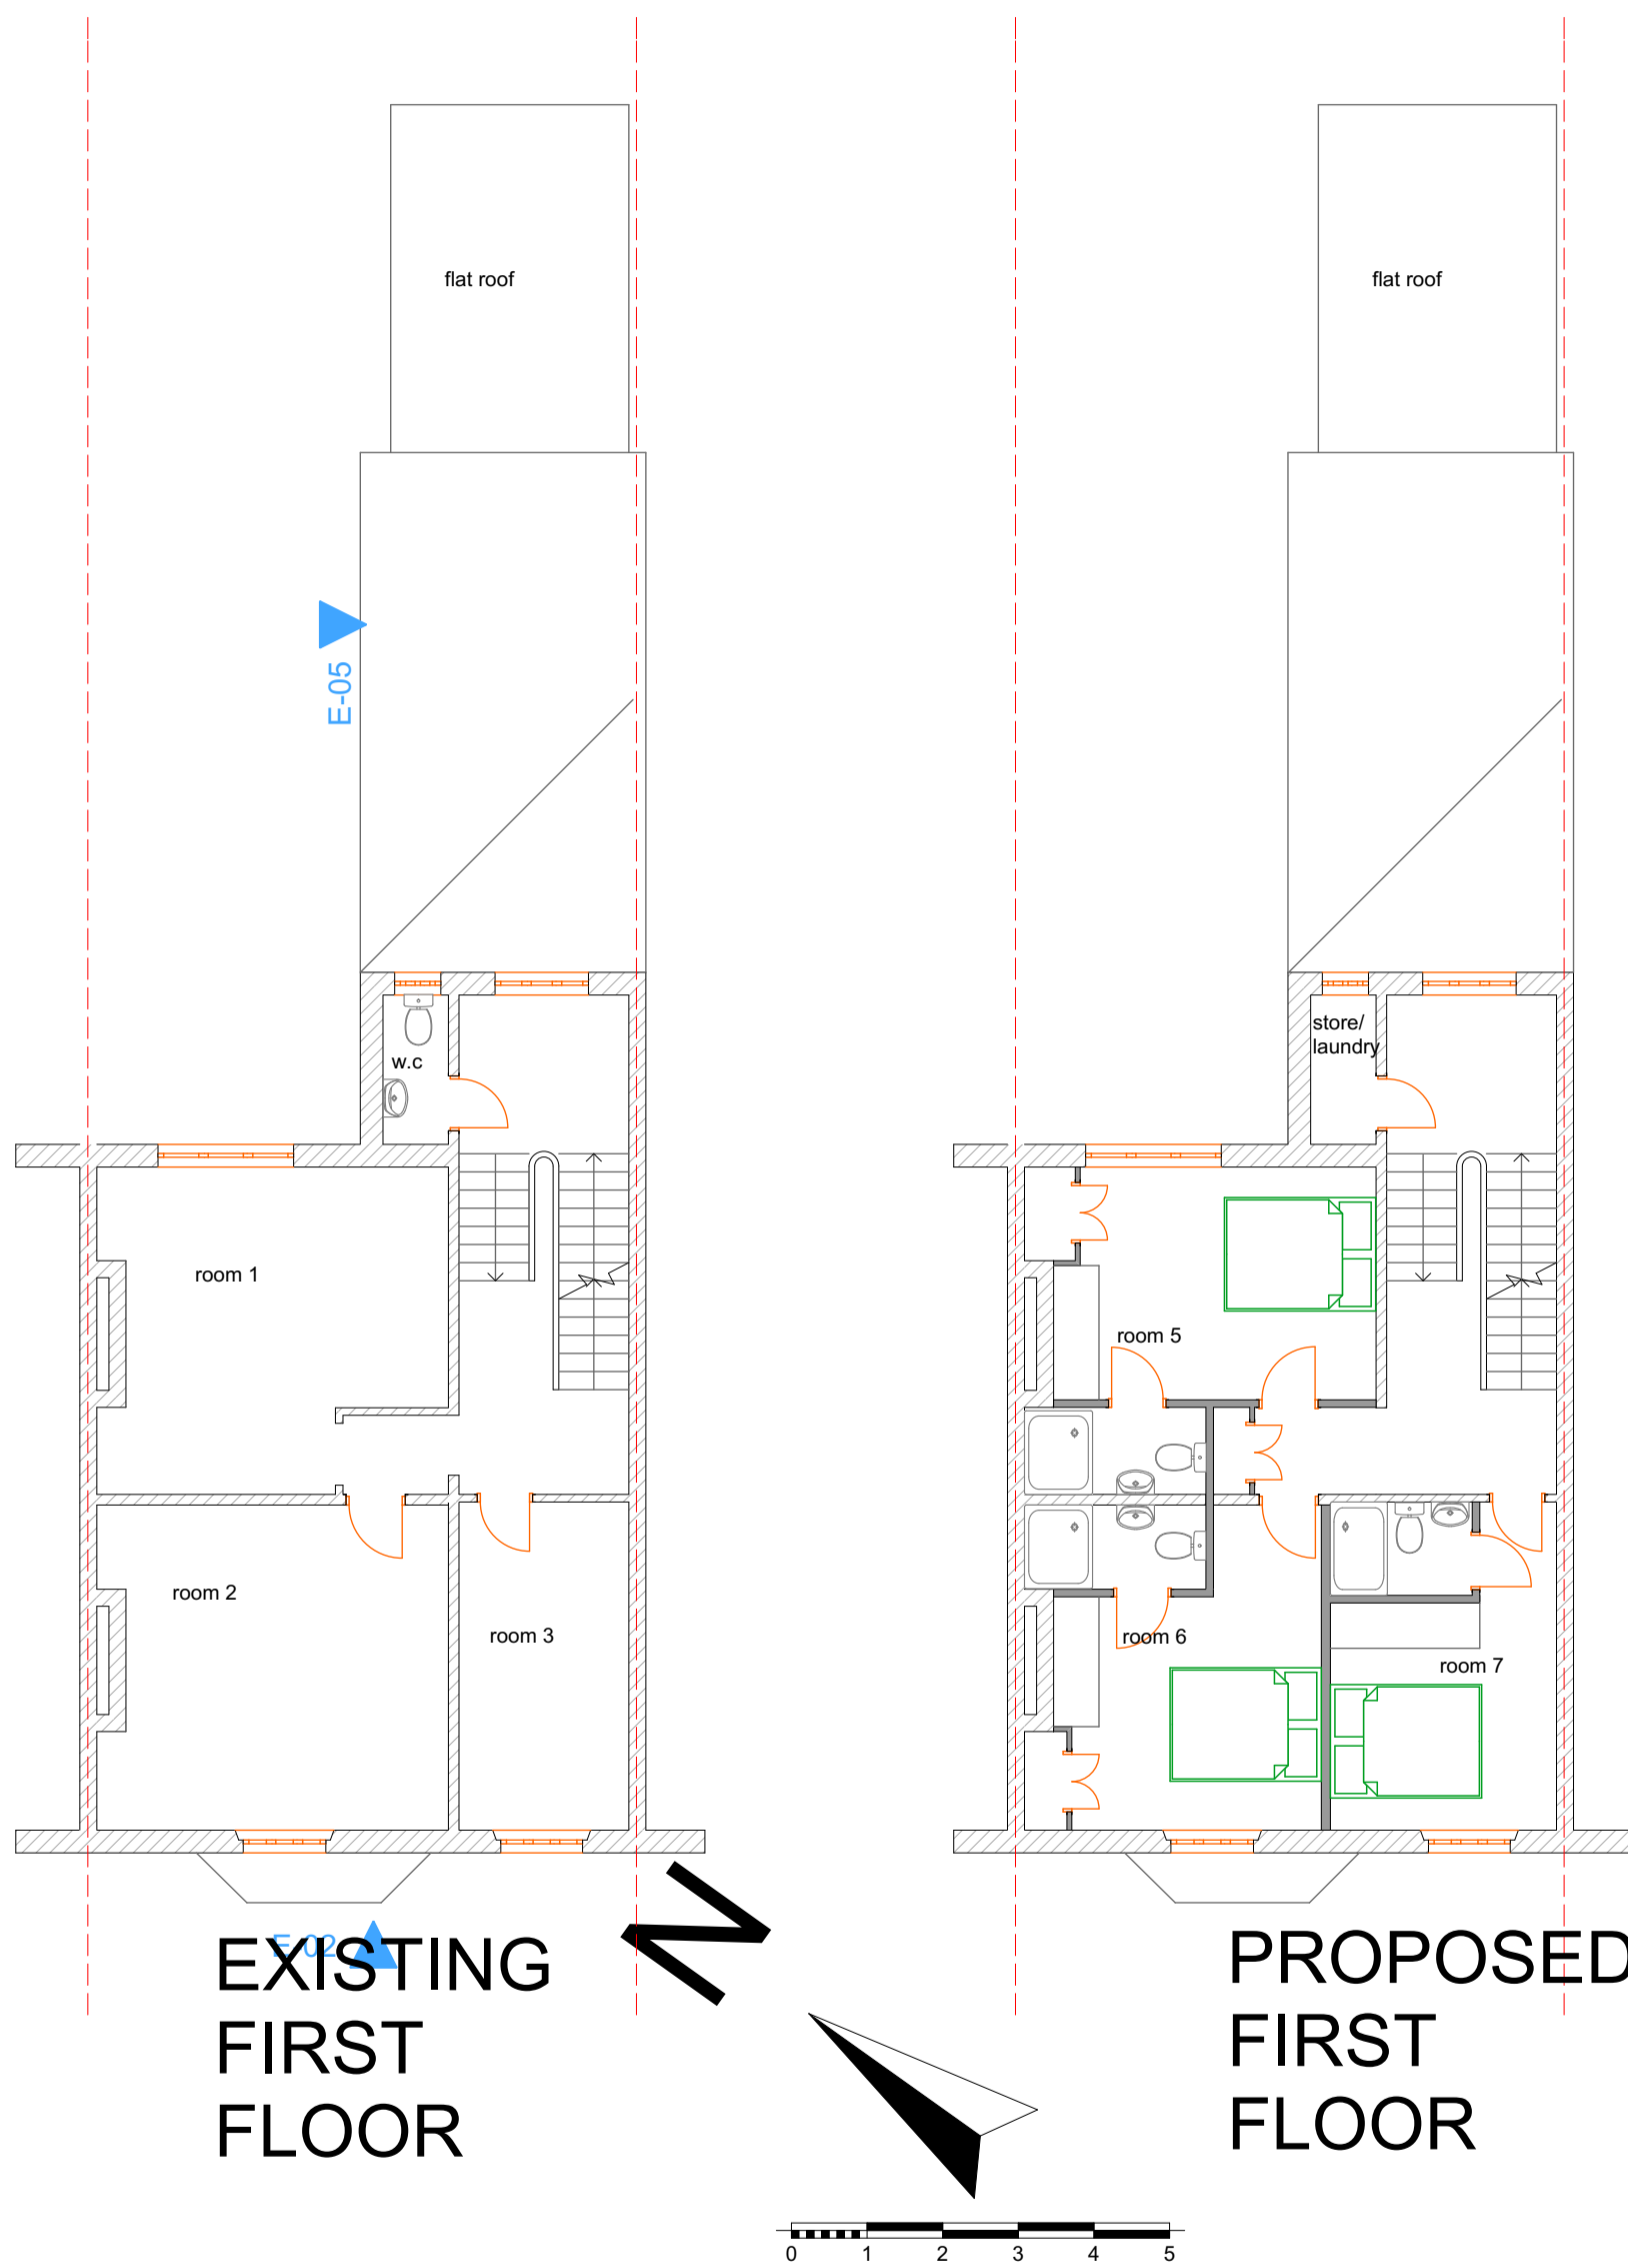 flat roof
E-05
w.c
room 1
room 2
room 3
E-02
EXISTING
FIRST
FLOOR
flat roof
store/
laundry
room 5
room 6
room 7
PROPOSED
FIRST
FLOOR
N
0 1 2 3 4 5